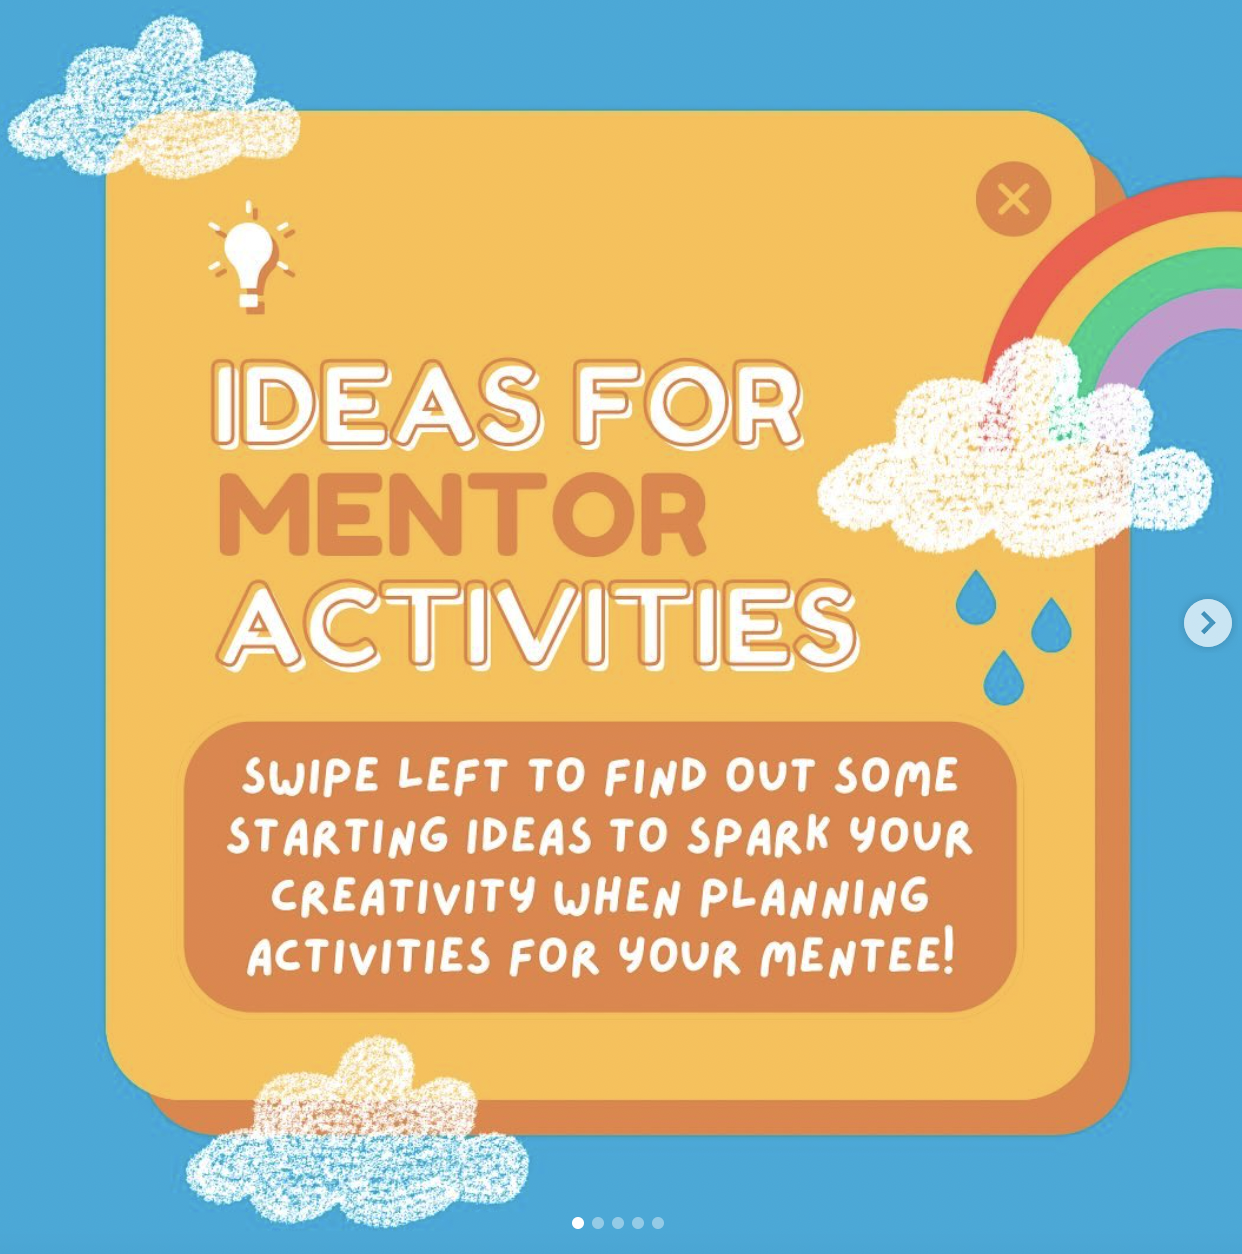 IDEAS FOR
MENTOR
ACTIVITIES
SWIPE LEFT TO FIND OUT SOME
STARTING IDEAS TO SPARK YOUR
CREATIVITY WHEN PLANNING
ACTIVITIES FOR YOUR MENTEE!